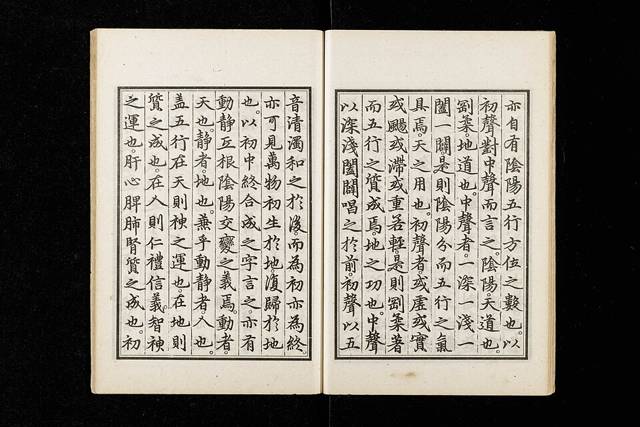 亦自有陰陽五行方位之數也。以
初聲對中聲而言之。陰陽。天道也。
剛柔。地道也。中聲者。一深一淺一
闔一闢。是則陰陽分而五行之氣
具焉。天之用也。初聲者。或虛或實
或颺或滯或重若輕。是則剛柔著
而五行之質成焉。地之功也。中聲
以深淺闔闢唱之於前。初聲以五
音清濁和之於後。而為初亦為終。
亦可見萬物初生於地。復歸於地
也。以初中終合成之字言之。亦有
動靜互根陰陽交變之義焉。動者。
天也。靜者。地也。兼乎動靜者。人也。
盖五行在天則神之運也。在地則
質之成也。在人則仁禮信義智神
之運也。肝心脾肺腎質之成也。初